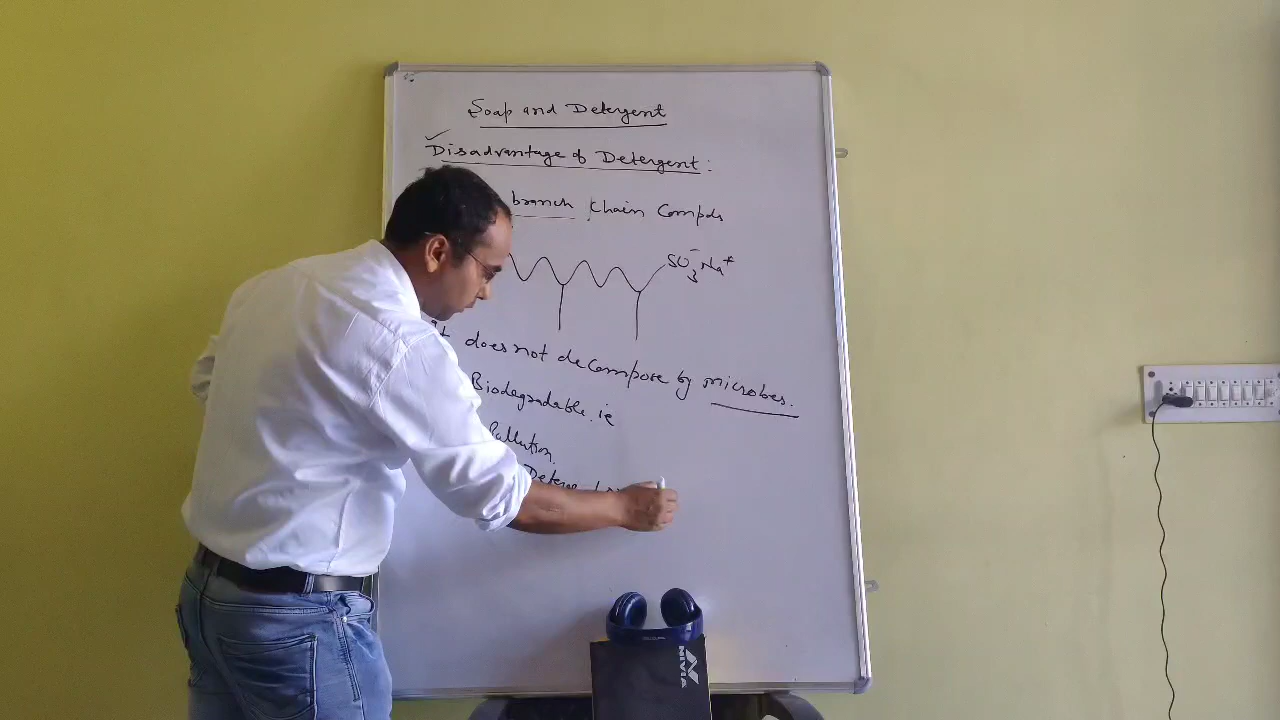 Soap and Detergent
Disadvantage of Detergent:
branch chain Compds
SO₃⁻Na⁺
does not decompose by microbes.
Biodegradable. ie
Pollution.
NIVIA